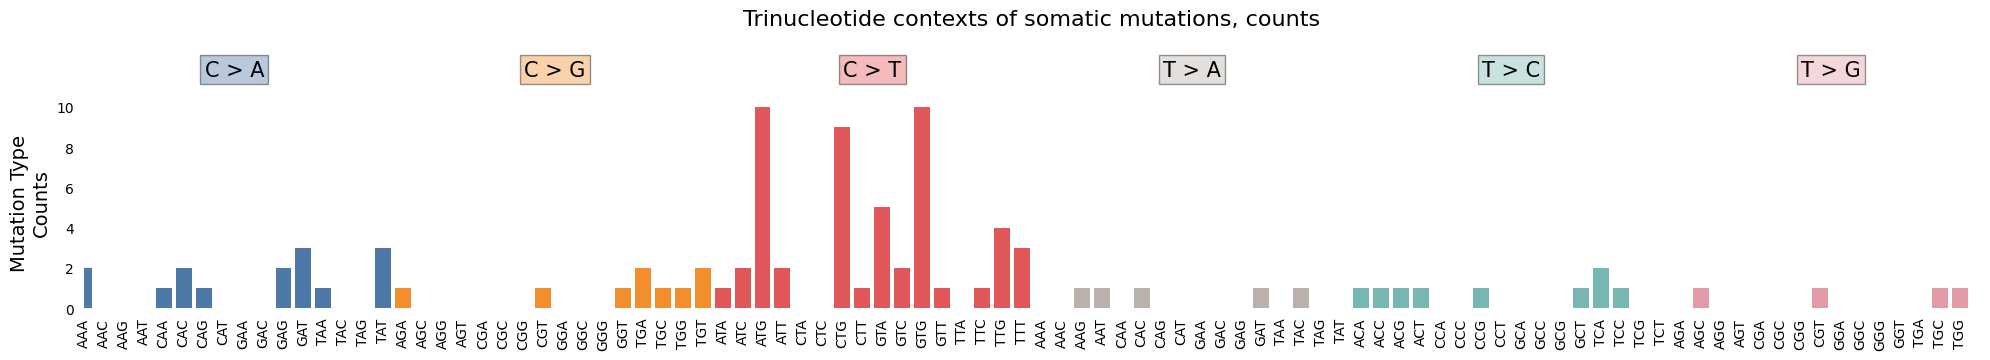 Trinucleotide contexts of somatic mutations, counts
C > A C > G C > T T > A T > C T > G
Mutation Type
Counts
10
8
6
4
2
0
AAA AAC AAG AAT CAA CAC CAG CAT GAA GAC GAG GAT TAA TAC TAG TAT AGA AGC AGG AGT CGA CGC CGG CGT GGA GGC GGG GGT TGA TGC TGG TGT ATA ATC ATG ATT CTA CTC CTG CTT GTA GTC GTG GTT TTA TTC TTG TTT AAA AAC AAG AAT CAA CAC CAG CAT GAA GAC GAG GAT TAA TAC TAG TAT ACA ACC ACG ACT CCA CCC CCG CCT GCA GCC GCG GCT TCA TCC TCG TCT AGA AGC AGG AGT CGA CGC CGG CGT GGA GGC GGG GGT TGA TGC TGG